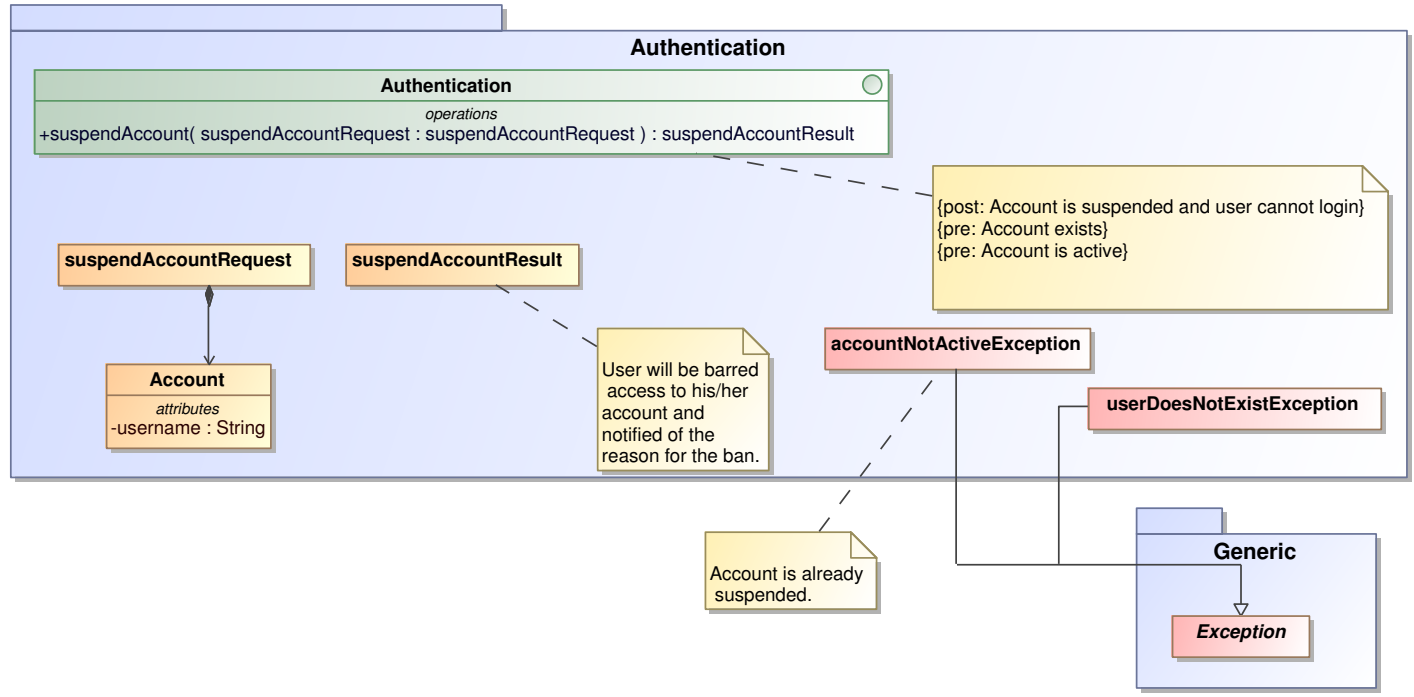 Authentication
Authentication
operations
+suspendAccount( suspendAccountRequest : suspendAccountRequest ) : suspendAccountResult
{post: Account is suspended and user cannot login}
{pre: Account exists}
{pre: Account is active}
suspendAccountRequest
suspendAccountResult
Account
attributes
-username : String
User will be barred
access to his/her
account and
notified of the
reason for the ban.
accountNotActiveException
userDoesNotExistException
Account is already
suspended.
Generic
Exception